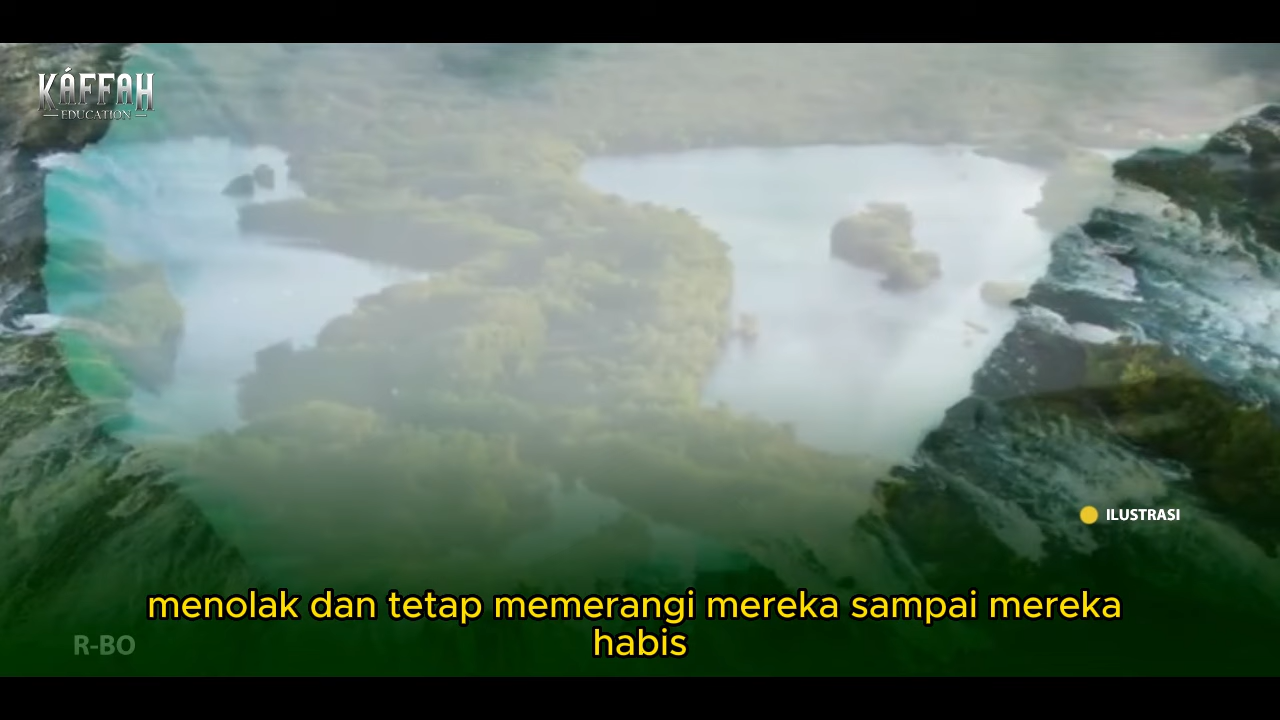 KÁFFAH
EDUCATION
ILUSTRASI
menolak dan tetap memerangi mereka sampai mereka
habis
R-BO